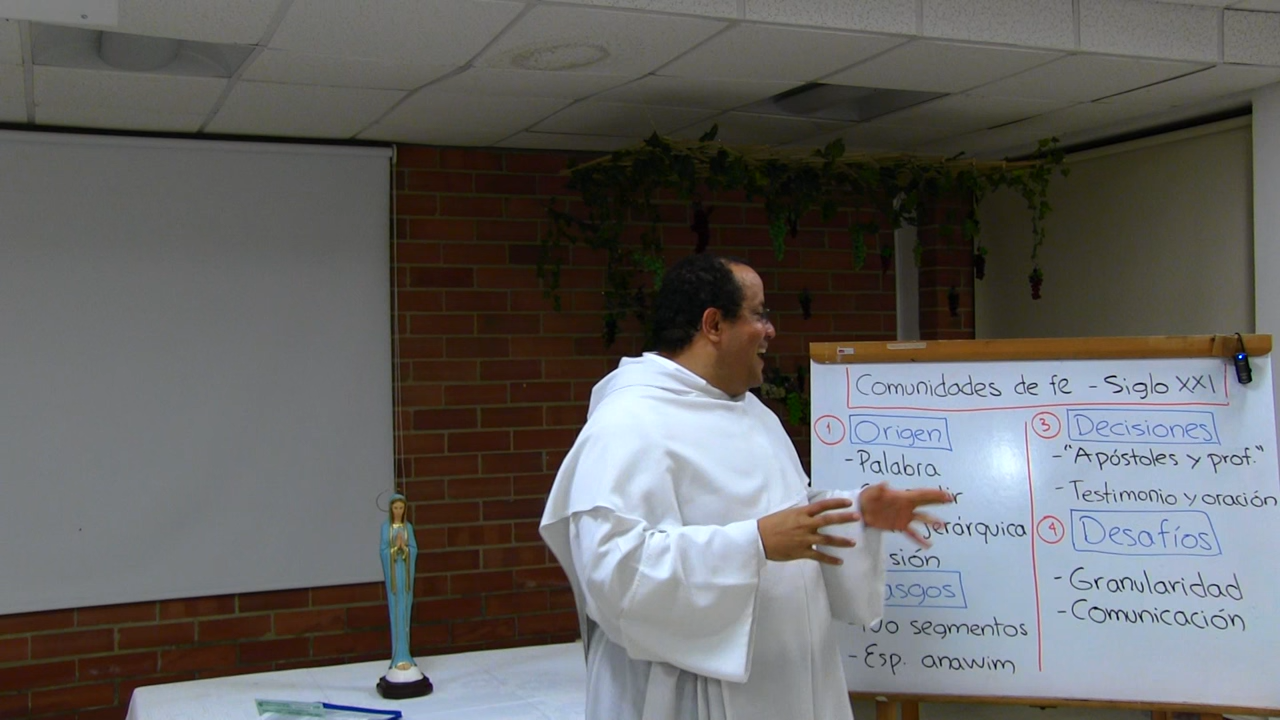 Comunidades de fe - Siglo XXI
1 Origen
- Palabra
jerárquica
- No segmentos
- Esp. anawim
3 Decisiones
- "Apóstoles y prof."
- Testimonio y oración
4 Desafíos
- Granularidad
- Comunicación